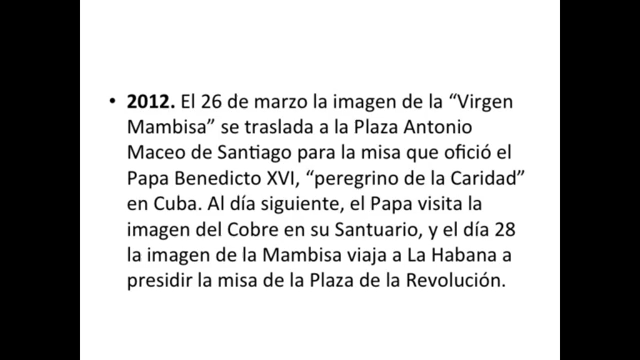 • 2012. El 26 de marzo la imagen de la “Virgen
Mambisa” se traslada a la Plaza Antonio
Maceo de Santiago para la misa que ofició el
Papa Benedicto XVI, “peregrino de la Caridad”
en Cuba. Al día siguiente, el Papa visita la
imagen del Cobre en su Santuario, y el día 28
la imagen de la Mambisa viaja a La Habana a
presidir la misa de la Plaza de la Revolución.